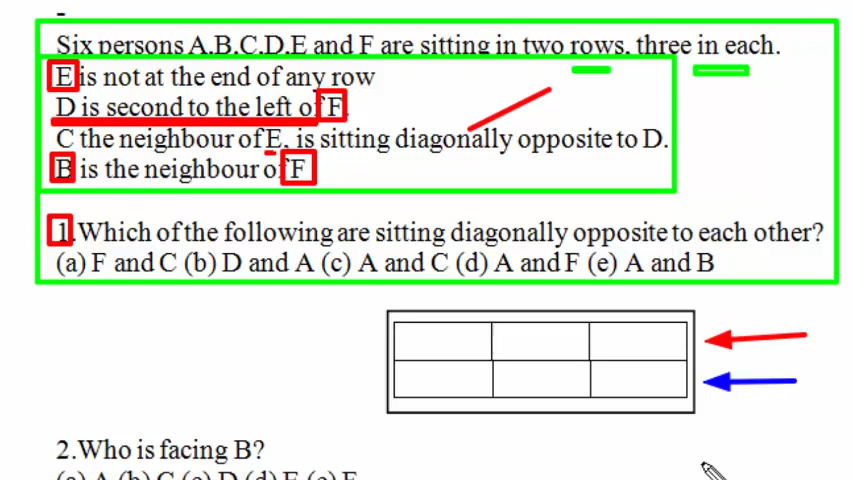 Six persons A.B.C.D.E and F are sitting in two rows, three in each.
E is not at the end of any row
D is second to the left of F.
C the neighbour of E, is sitting diagonally opposite to D.
B is the neighbour of F
1.Which of the following are sitting diagonally opposite to each other?
(a) F and C (b) D and A (c) A and C (d) A and F (e) A and B
2.Who is facing B?
(a) A (b) C (c) D (d) E (e) F